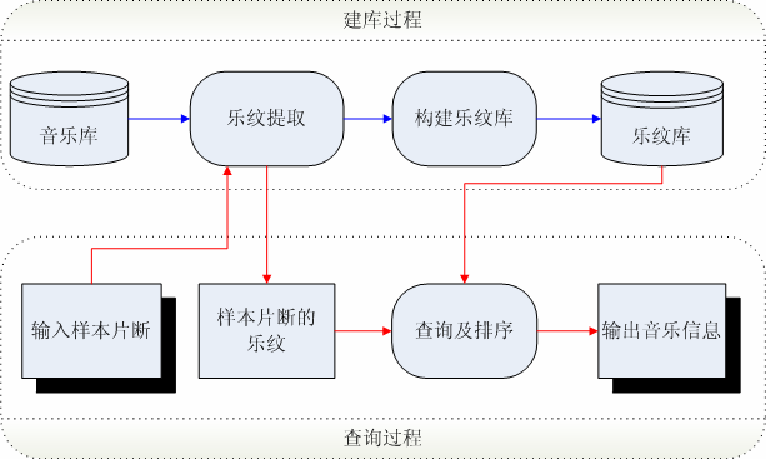 建库过程
音乐库
乐纹提取
构建乐纹库
乐纹库
输入样本片断
样本片断的
乐纹
查询及排序
输出音乐信息
查询过程